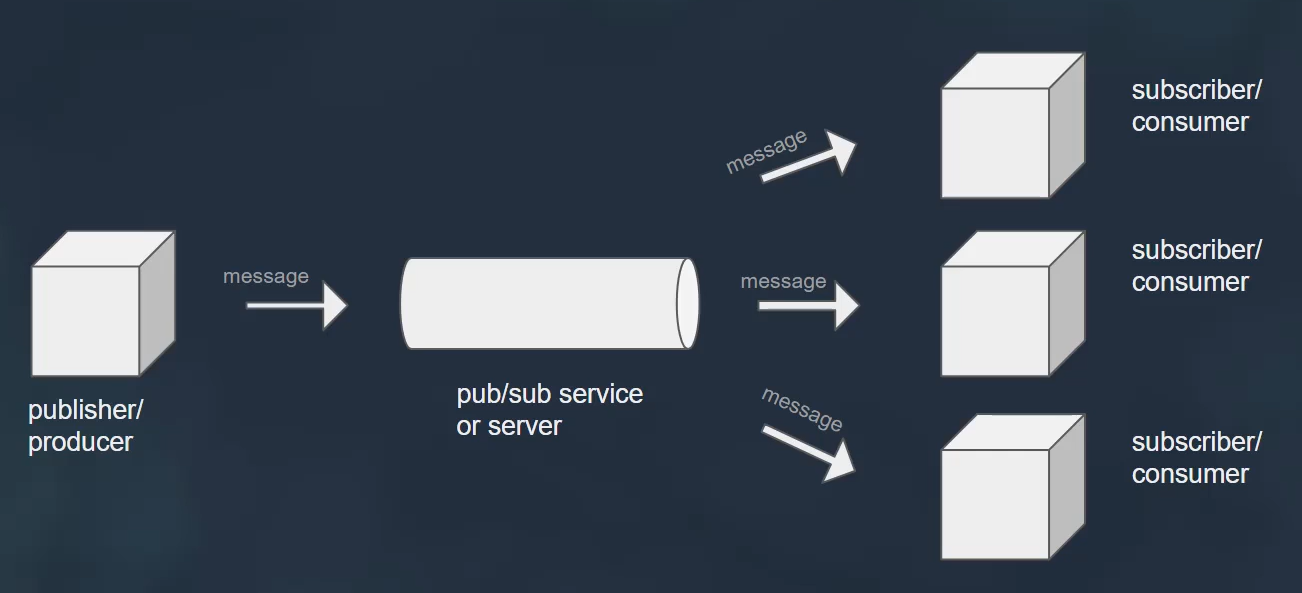 publisher/
producer
message
pub/sub service
or server
message
message
message
subscriber/
consumer
subscriber/
consumer
subscriber/
consumer